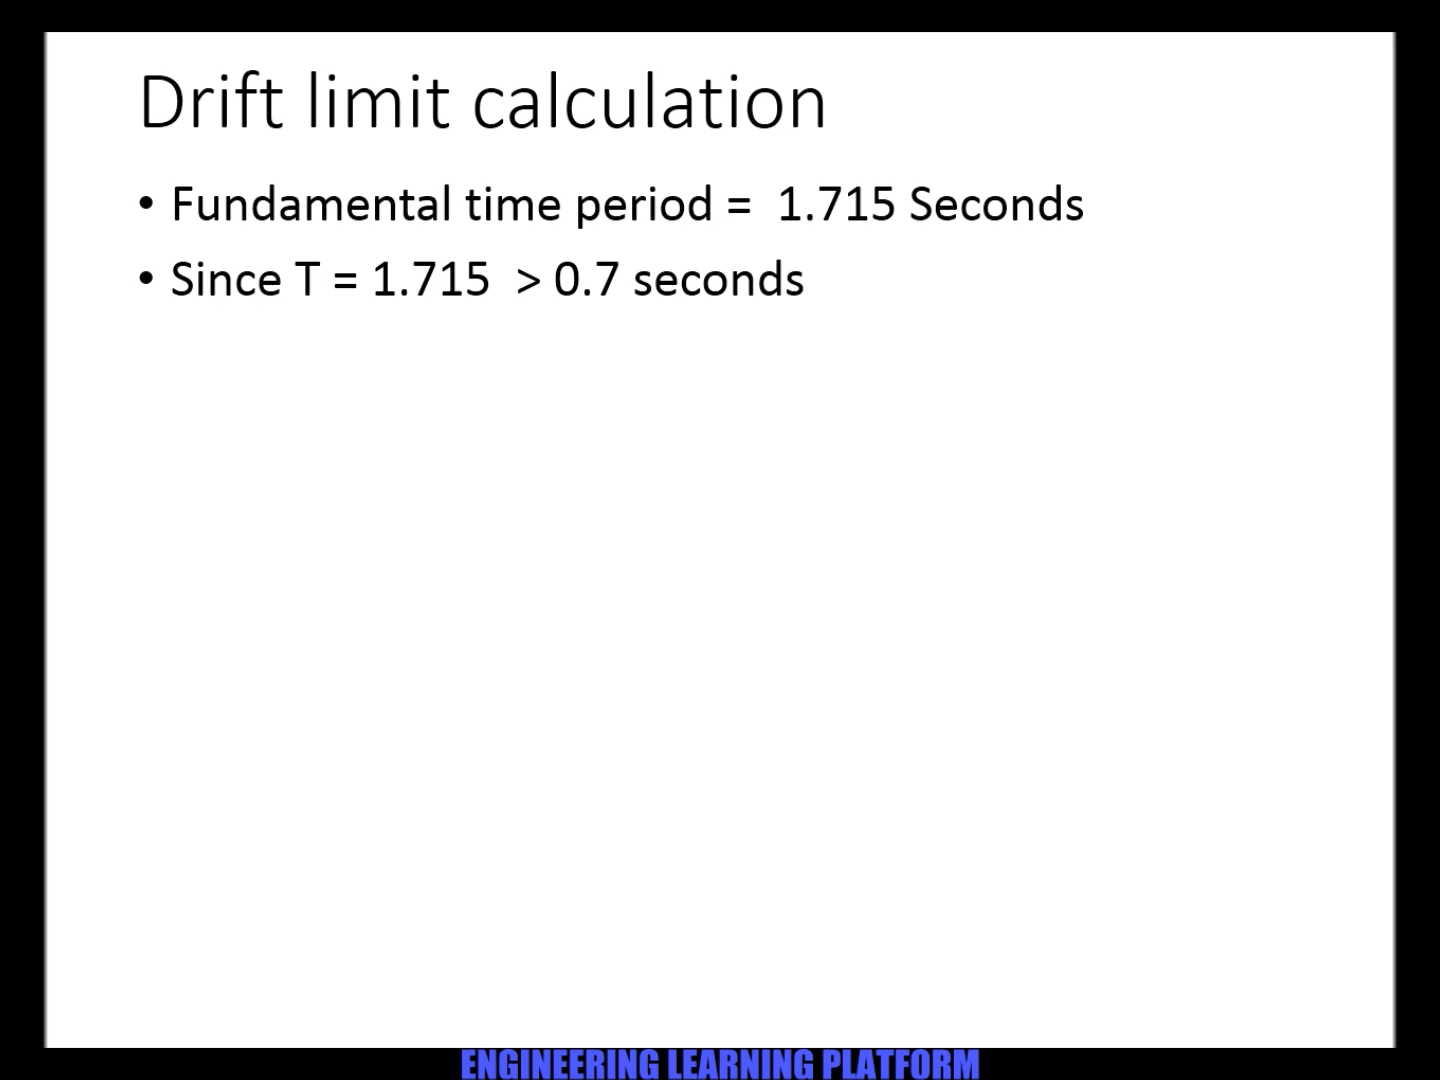 Drift limit calculation
• Fundamental time period = 1.715 Seconds
• Since T = 1.715 > 0.7 seconds
ENGINEERING LEARNING PLATFORM